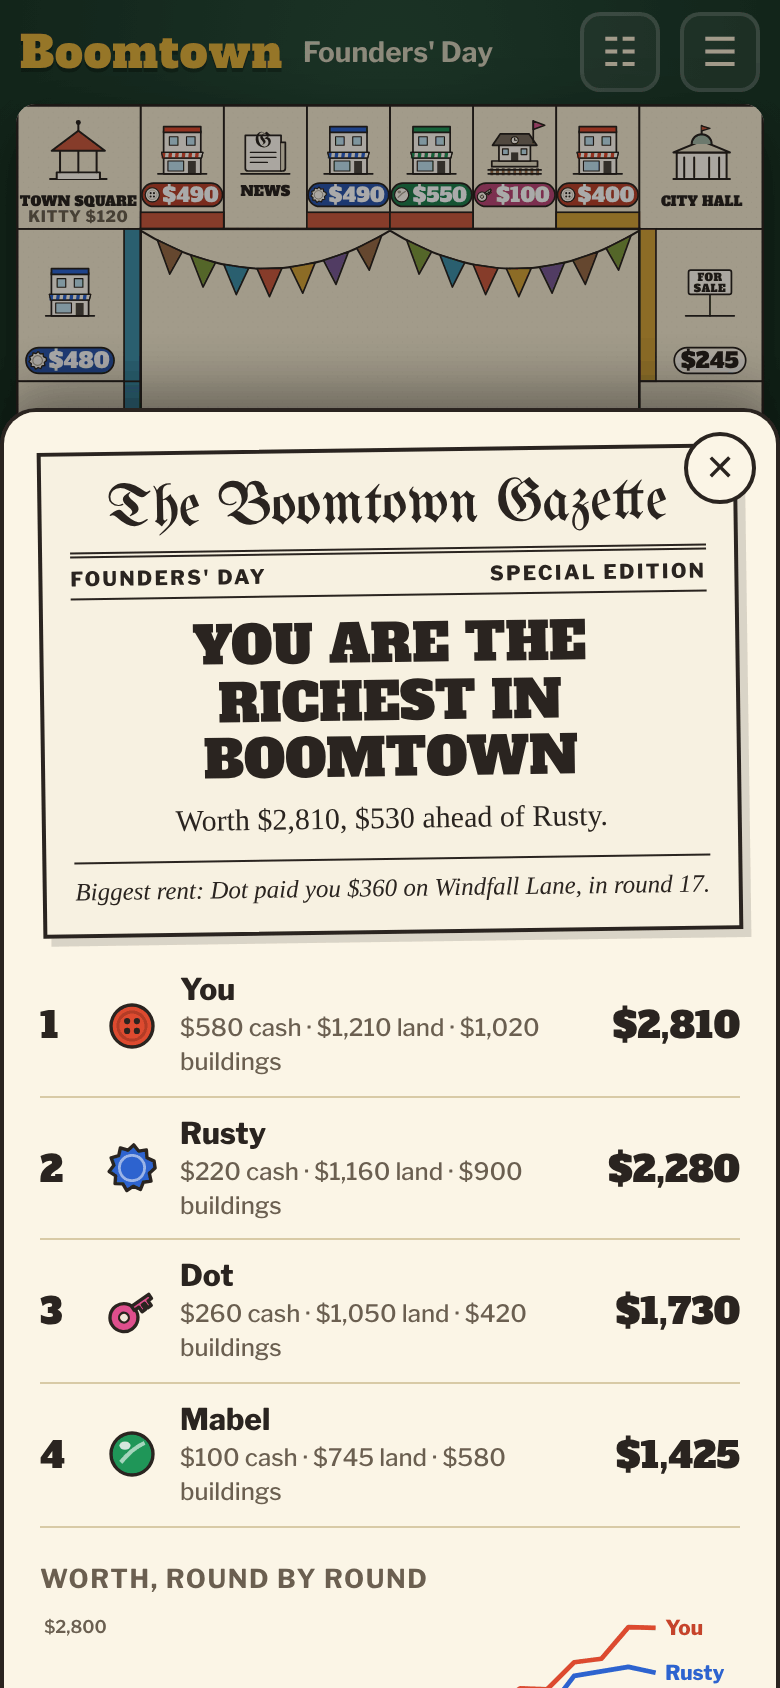 Boomtown Founders' Day
$490
NEWS
$490
$550
$100
$400
TOWN SQUARE
KITTY $120
CITY HALL
$480
FOR
SALE
$245
The Boomtown Gazette
FOUNDERS' DAY SPECIAL EDITION
YOU ARE THE
RICHEST IN
BOOMTOWN
Worth $2,810, $530 ahead of Rusty.
Biggest rent: Dot paid you $360 on Windfall Lane, in round 17.
1 You $2,810
$580 cash · $1,210 land · $1,020
buildings
2 Rusty $2,280
$220 cash · $1,160 land · $900
buildings
3 Dot $1,730
$260 cash · $1,050 land · $420
buildings
4 Mabel $1,425
$100 cash · $745 land · $580
buildings
WORTH, ROUND BY ROUND
$2,800
You
Rusty